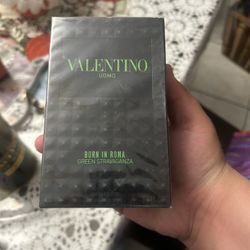 VALENTINO
UOMO
BORN IN ROMA
GREEN STRAVAGANZA